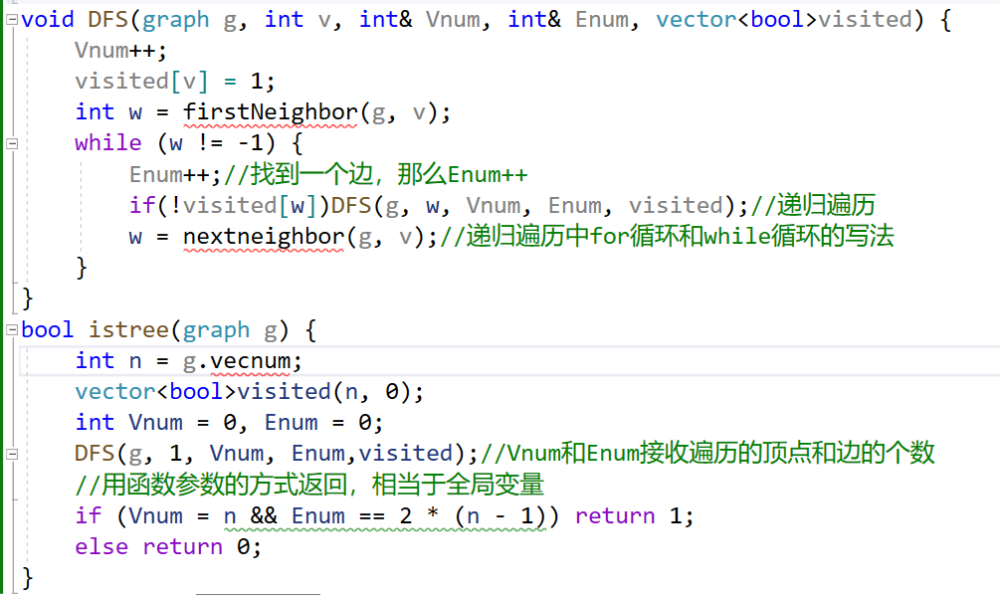 void DFS(graph g, int v, int& Vnum, int& Enum, vector<bool>visited) {
Vnum++;
visited[v] = 1;
int w = firstNeighbor(g, v);
while (w != -1) {
Enum++;//找到一个边，那么Enum++
if(!visited[w])DFS(g, w, Vnum, Enum, visited);//递归遍历
w = nextneighbor(g, v);//递归遍历中for循环和while循环的写法
}
}
bool istree(graph g) {
int n = g.vecnum;
vector<bool>visited(n, 0);
int Vnum = 0, Enum = 0;
DFS(g, 1, Vnum, Enum,visited);//Vnum和Enum接收遍历的顶点和边的个数
//用函数参数的方式返回，相当于全局变量
if (Vnum = n && Enum == 2 * (n - 1)) return 1;
else return 0;
}